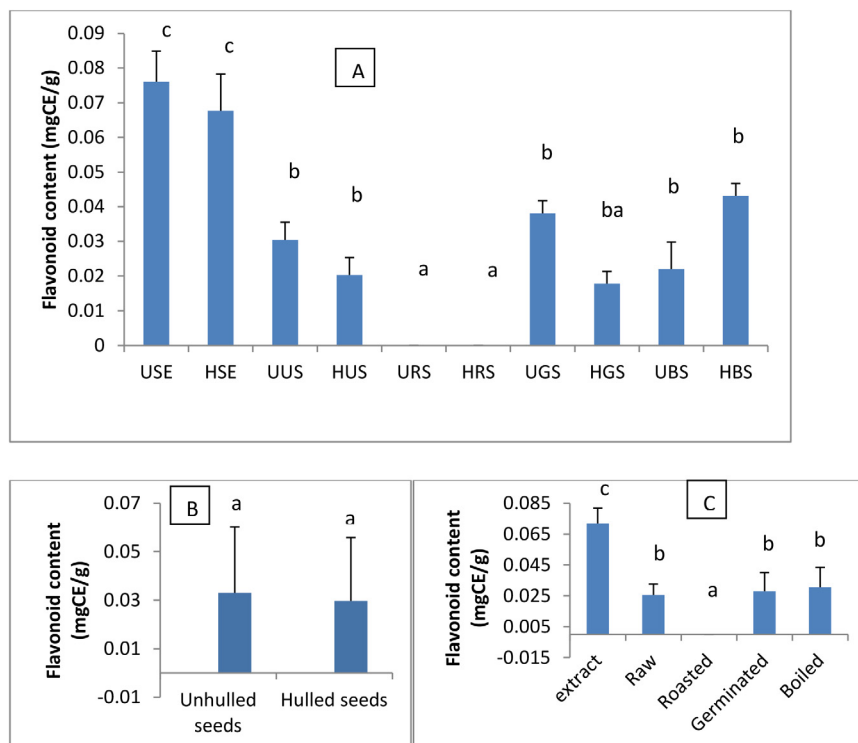 A
Flavonoid content (mgCE/g)
0.09
0.08
0.07
0.06
0.05
0.04
0.03
0.02
0.01
0
c
c
b
b
a
a
b
ba
b
b
USE HSE UUS HUS URS HRS UGS HGS UBS HBS
B
Flavonoid content
(mgCE/g)
0.07
0.05
0.03
0.01
-0.01
a
a
Unhulled
seeds
Hulled seeds
C
Flavonoid content
(mgCE/g)
0.085
0.065
0.045
0.025
0.005
-0.015
c
b
a
b
b
extract
Raw
Roasted
Germinated
Boiled